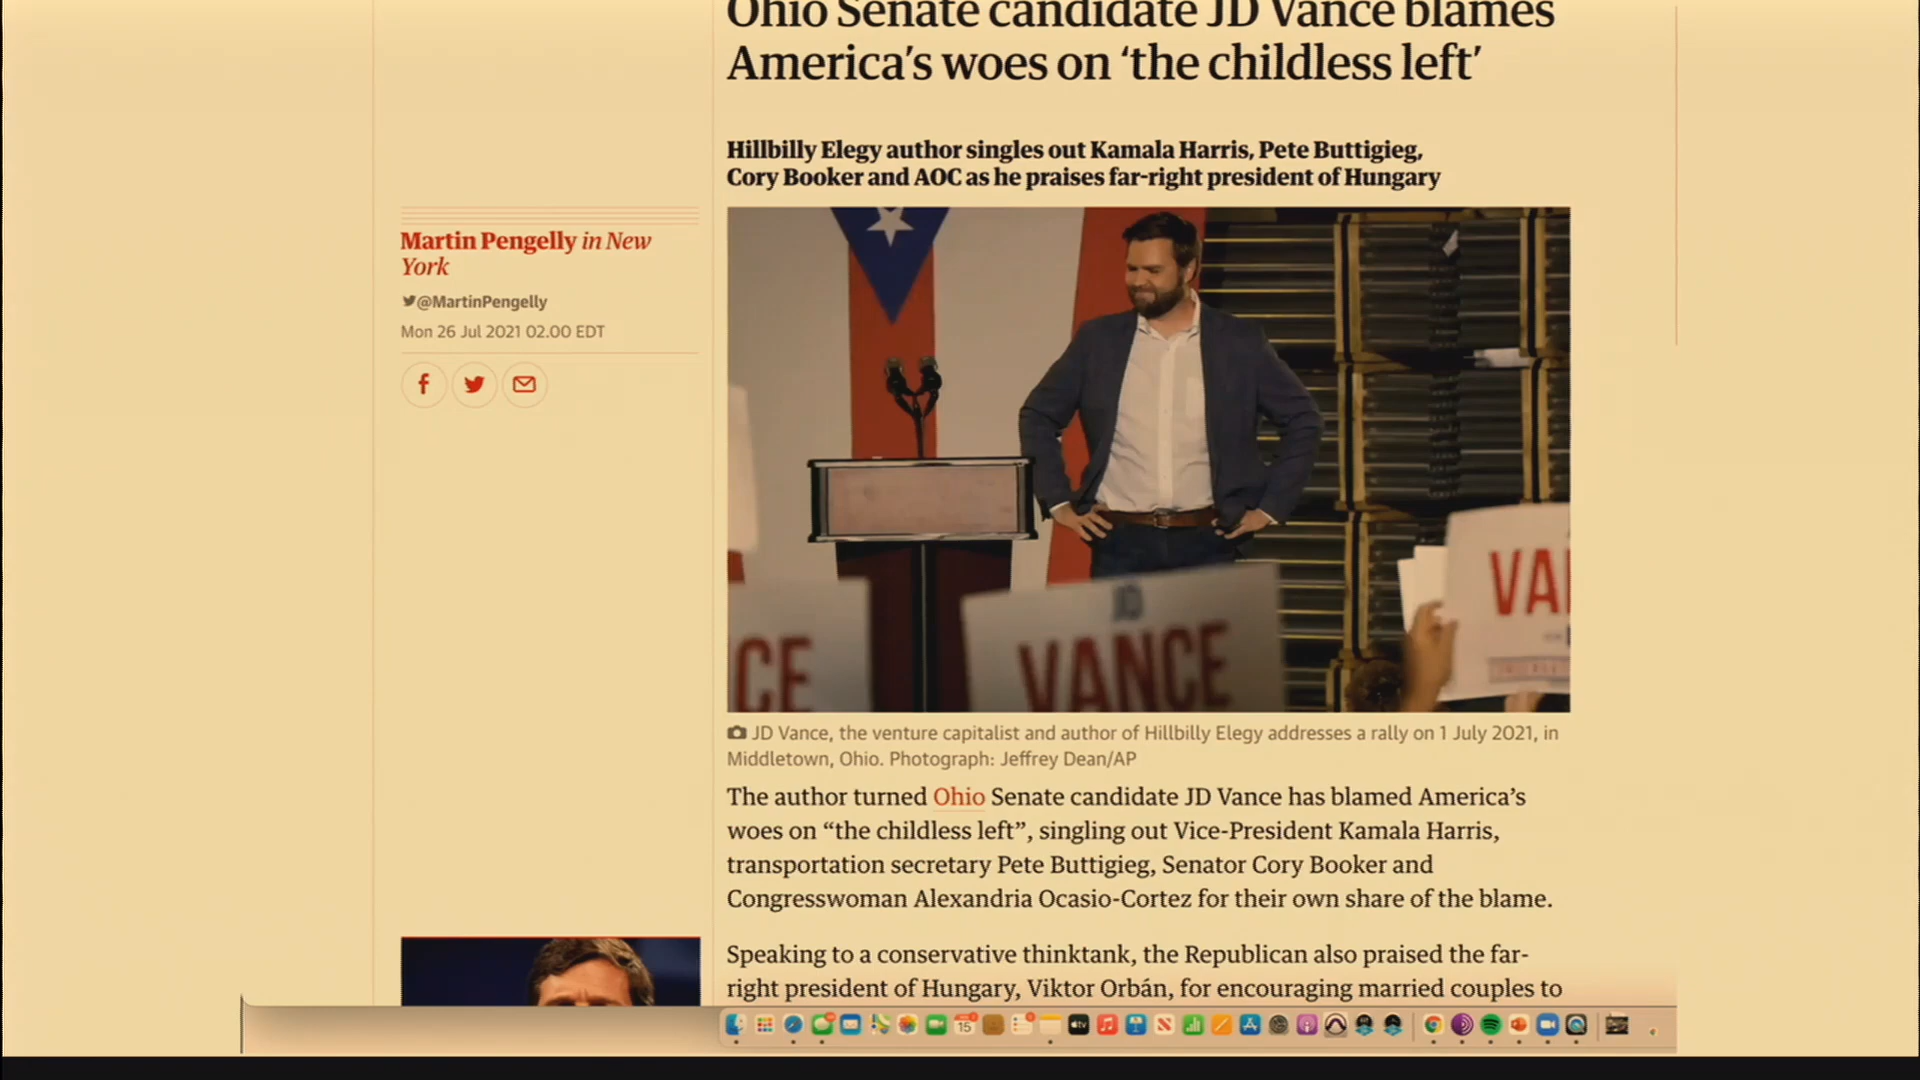 Ohio Senate candidate JD Vance blames
America’s woes on ‘the childless left’
Hillbilly Elegy author singles out Kamala Harris, Pete Buttigieg,
Cory Booker and AOC as he praises far-right president of Hungary
Martin Pengelly in New
York
@MartinPengelly
Mon 26 Jul 2021 02.00 EDT
CE
JD
VANCE
VA
JD Vance, the venture capitalist and author of Hillbilly Elegy addresses a rally on 1 July 2021, in
Middletown, Ohio. Photograph: Jeffrey Dean/AP
The author turned Ohio Senate candidate JD Vance has blamed America’s
woes on “the childless left”, singling out Vice-President Kamala Harris,
transportation secretary Pete Buttigieg, Senator Cory Booker and
Congresswoman Alexandria Ocasio-Cortez for their own share of the blame.
Speaking to a conservative thinktank, the Republican also praised the far-
right president of Hungary, Viktor Orbán, for encouraging married couples to
15